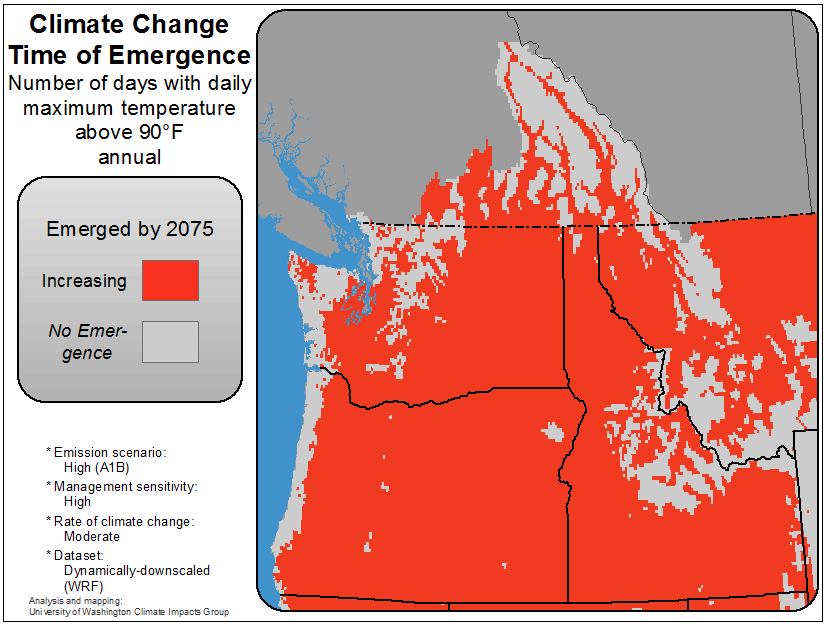 Climate Change
Time of Emergence
Number of days with daily
maximum temperature
above 90°F
annual
Emerged by 2075
Increasing
No Emer-
gence
* Emission scenario:
High (A1B)
* Management sensitivity:
High
* Rate of climate change:
Moderate
* Dataset:
Dynamically-downscaled
(WRF)
Analysis and mapping:
University of Washington Climate Impacts Group